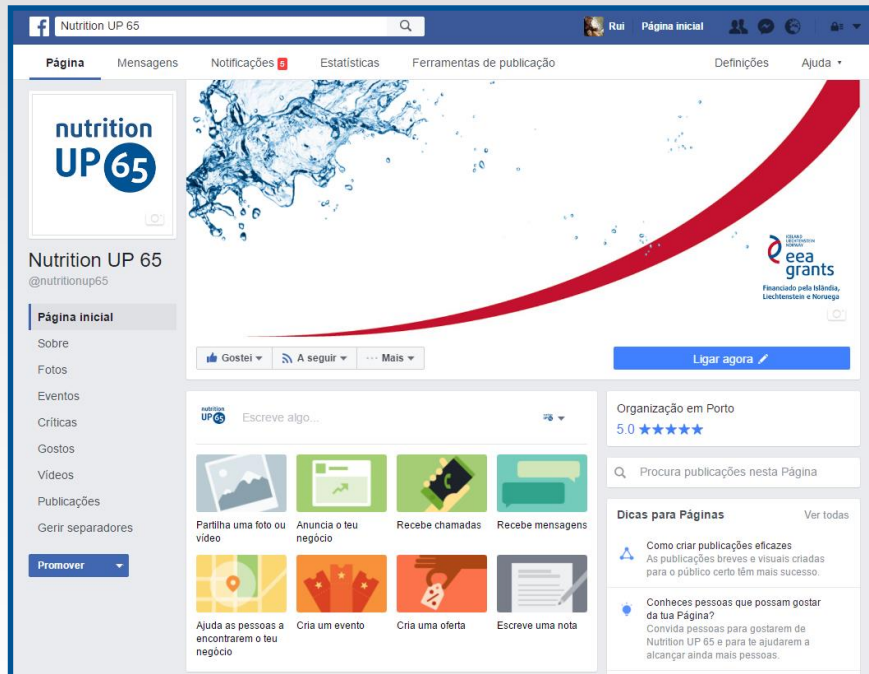 f Nutrition UP 65 Rui Página inicial
Página Mensagens Notificações 5 Estatísticas Ferramentas de publicação Definições Ajuda
nutrition
UP 65
Nutrition UP 65
@nutritionup65
Página inicial
Sobre
Fotos
Eventos
Críticas
Gostos
Vídeos
Publicações
Gerir separadores
Promover
eea
grants
Financiado pela Islândia,
Liechtenstein e Noruega
Gostei A seguir ··· Mais
Ligar agora
nutrition
UP 65
Escreve algo...
Partilha uma foto ou
vídeo
Anuncia o teu
negócio
Recebe chamadas
Recebe mensagens
Ajuda as pessoas a
encontrarem o teu
negócio
Cria um evento
Cria uma oferta
Escreve uma nota
Organização em Porto
5.0 ★★★★★
Procura publicações nesta Página
Dicas para Páginas Ver todas
Como criar publicações eficazes
As publicações breves e visuais criadas
para o público certo têm mais sucesso.
Conheces pessoas que possam gostar
da tua Página?
Convida pessoas para gostarem de
Nutrition UP 65 e para te ajudarem a
alcançar ainda mais pessoas.